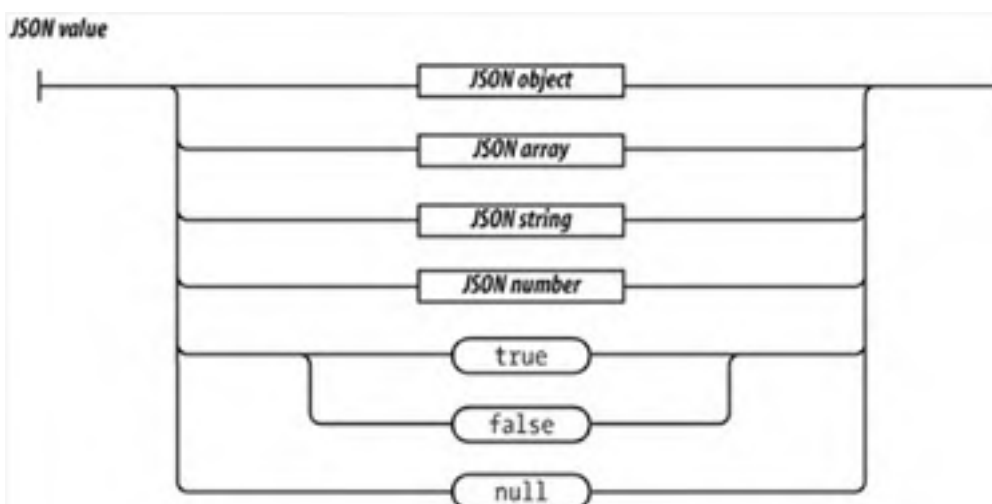 JSON value
JSON object
JSON array
JSON string
JSON number
true
false
null